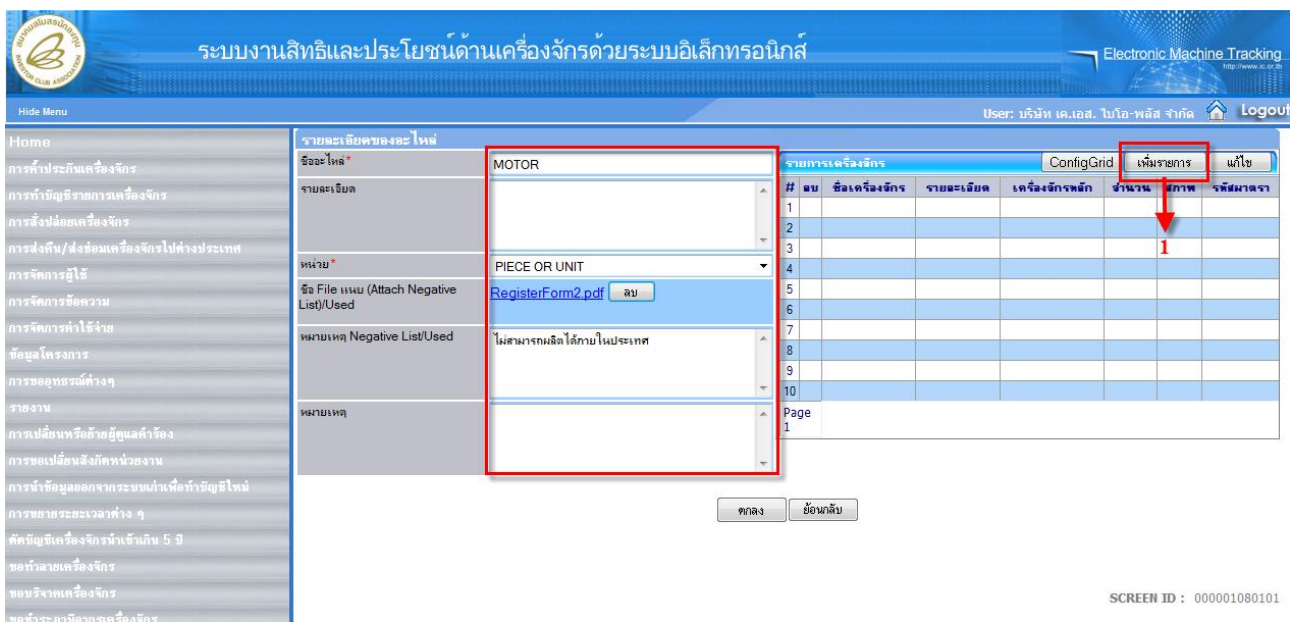 ระบบงานสิทธิและประโยชน์ด้านเครื่องจักรด้วยระบบอิเล็กทรอนิกส์
Electronic Machine Tracking
http://www.ic.or.th
Hide Menu
User: บริษัท เค.เอส. ไบโอ-พลัส จำกัด
Logout
Home
การค้ำประกันเครื่องจักร
การทำบัญชีรายการเครื่องจักร
การสั่งปล่อยเครื่องจักร
การส่งคืน/ส่งซ่อมเครื่องจักรไปต่างประเทศ
การจัดการผู้ใช้
การจัดการข้อความ
การจัดการค่าใช้จ่าย
ข้อมูลโครงการ
การขออุทธรณ์ต่างๆ
รายงาน
การเปลี่ยนหรือย้ายผู้ดูแลคำร้อง
การขอเปลี่ยนสังกัดหน่วยงาน
การนำข้อมูลออกจากระบบเก่าเพื่อทำบัญชีใหม่
การขยายระยะเวลาต่าง ๆ
ตัดบัญชีเครื่องจักรนำเข้าเกิน 5 ปี
ขอทำลายเครื่องจักร
ขอบริจาคเครื่องจักร
ขอชำระภาษีอากรเครื่องจักร
รายละเอียดของอะไหล่
ชื่ออะไหล่*
MOTOR
รายละเอียด
หน่วย*
PIECE OR UNIT
ชื่อ File แนบ (Attach Negative List)/Used
RegisterForm2.pdf
ลบ
หมายเหตุ Negative List/Used
ไม่สามารถผลิตได้ภายในประเทศ
หมายเหตุ
รายการเครื่องจักร
ConfigGrid
เพิ่มรายการ
แก้ไข
# ลบ ชื่อเครื่องจักร รายละเอียด เครื่องจักรหลัก จำนวน สภาพ รหัสมาตรา
1
2
3
4
5
6
7
8
9
10
Page
1
1
ตกลง
ย้อนกลับ
SCREEN ID : 000001080101